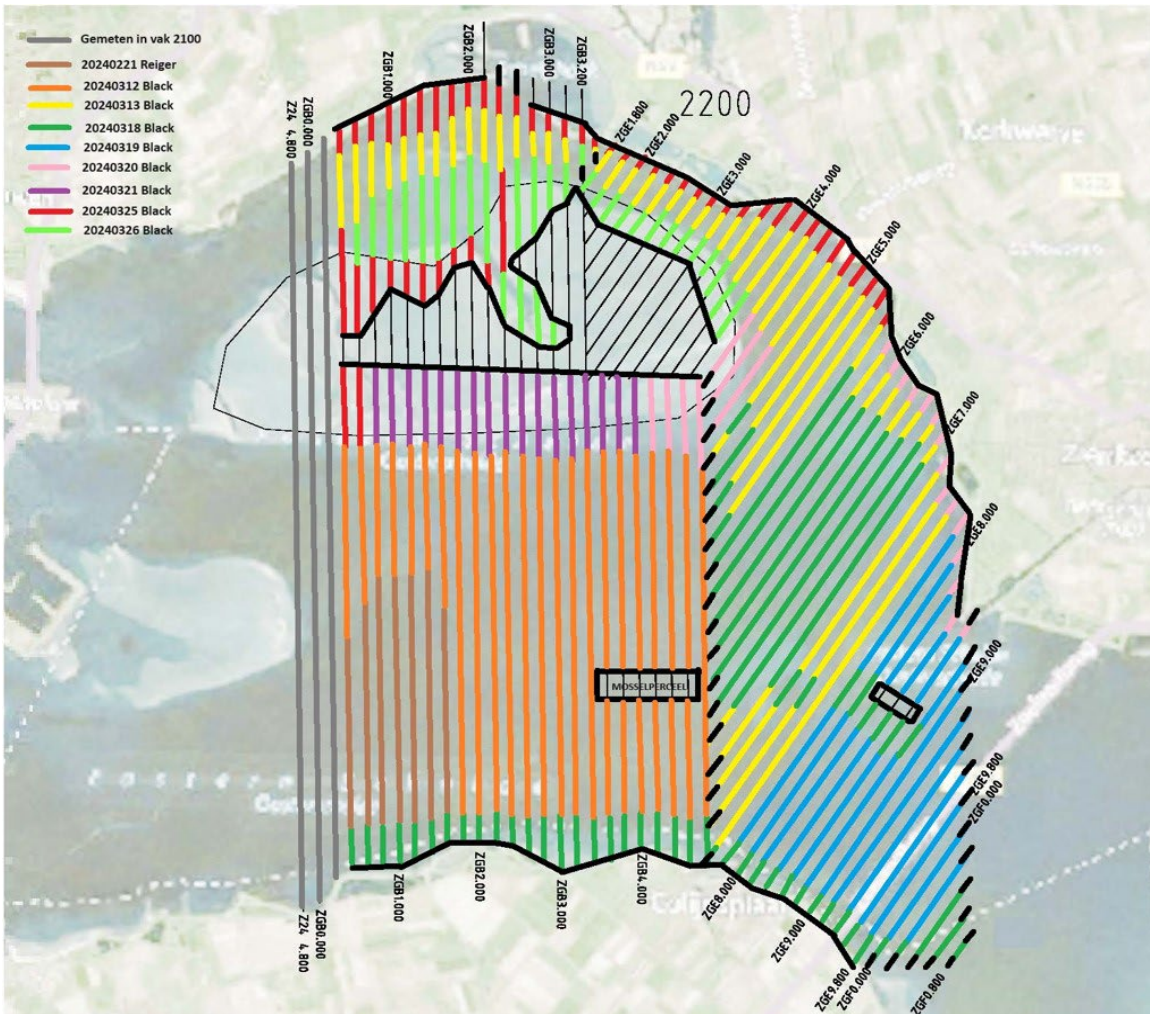 Gemeten in vak 2100
20240221 Reiger
20240312 Black
20240313 Black
20240318 Black
20240319 Black
20240320 Black
20240321 Black
20240325 Black
20240326 Black
Z24 4.800
ZGB0.000
ZGB1.000
ZGB2.000
ZGB3.000
ZGB3.200
2200
ZGE1.800
ZGE2.000
ZGE3.000
ZGE4.000
ZGE5.000
ZGE6.000
ZGE7.000
ZGE8.000
ZGE9.000
ZGE9.800
ZGF0.000
MOSSELPERCEEL
Z24 4.800
ZGB0.000
ZGB1.000
ZGB2.000
ZGB3.000
ZGB4.000
ZGE8.000
ZGE9.000
ZGE9.800
ZGF0.000
ZGF0.800